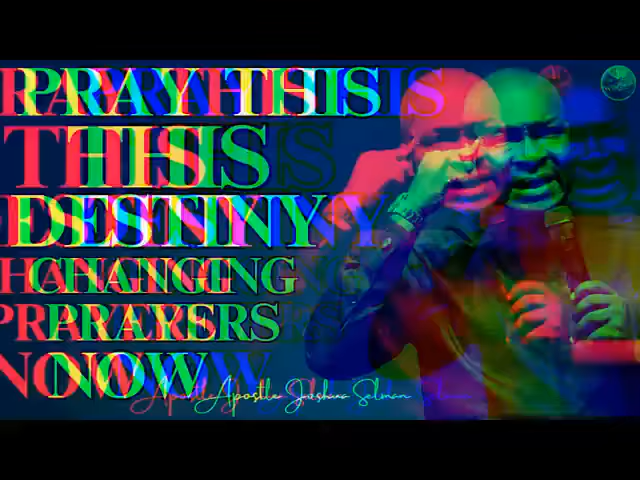 PRAY THIS
THIS
DESTINY
CHANGING
PRAYERS
NOW
Apostle Joshua Selman